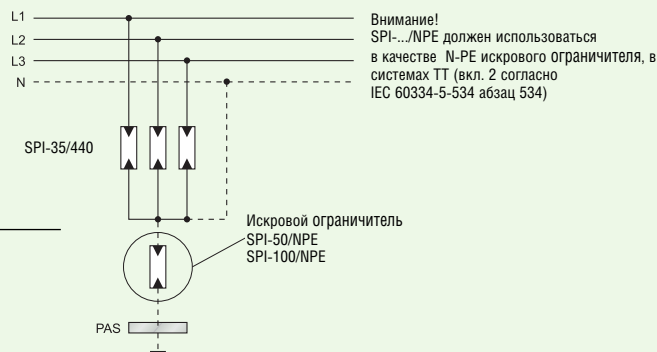 L1
L2
L3
N
Внимание!
SPI-.../NPE должен использоваться
в качестве N-PE искрового ограничителя, в
системах ТТ (вкл. 2 согласно
IEC 60334-5-534 абзац 534)
SPI-35/440
Искровой ограничитель
SPI-50/NPE
SPI-100/NPE
PAS